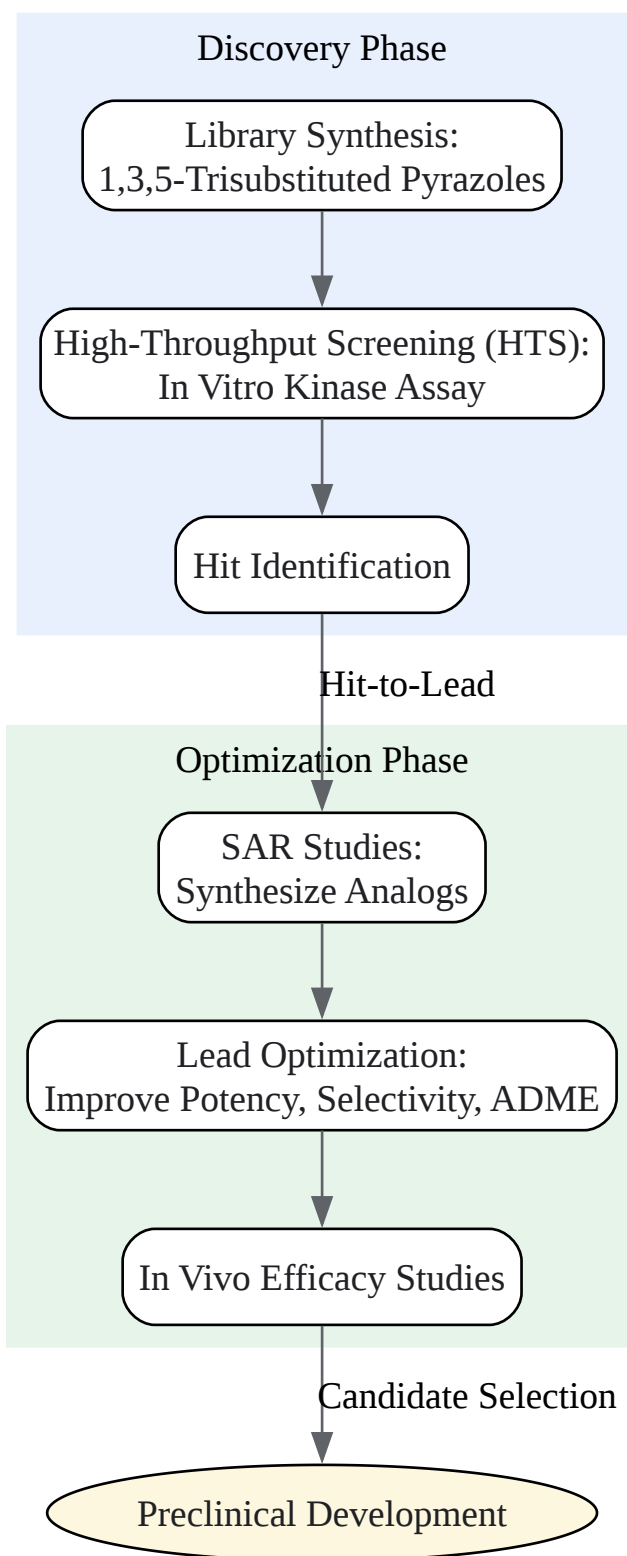 Discovery Phase
Library Synthesis:
1,3,5-Trisubstituted Pyrazoles
High-Throughput Screening (HTS):
In Vitro Kinase Assay
Hit Identification
Hit-to-Lead
Optimization Phase
SAR Studies:
Synthesize Analogs
Lead Optimization:
Improve Potency, Selectivity, ADME
In Vivo Efficacy Studies
Candidate Selection
Preclinical Development